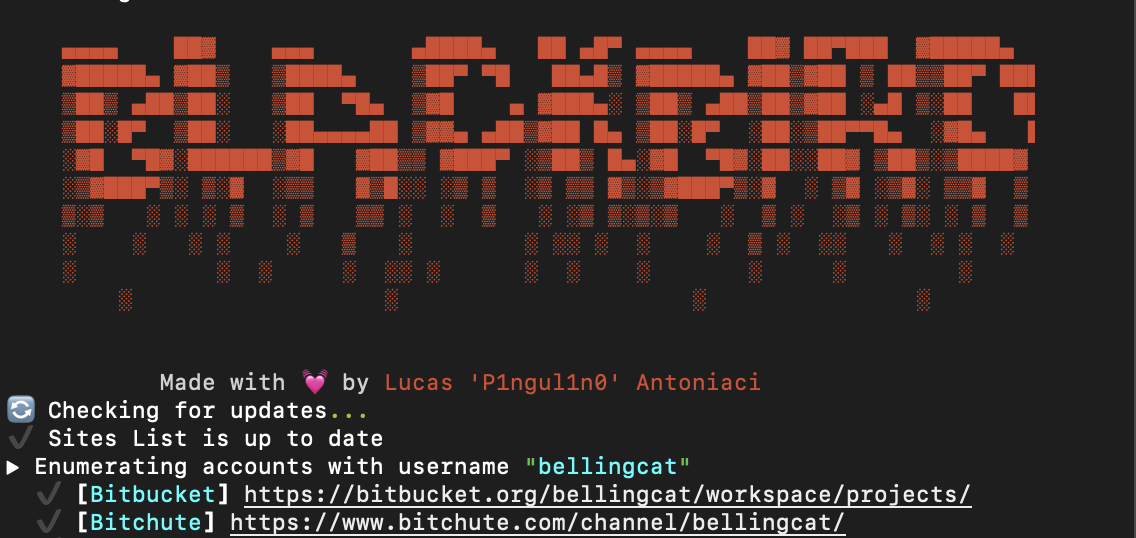 BLACKBIRD
Made with 💓 by Lucas 'P1ngul1n0' Antoniaci
🔄 Checking for updates...
✔️ Sites List is up to date
▶ Enumerating accounts with username "bellingcat"
✔️ [Bitbucket] https://bitbucket.org/bellingcat/workspace/projects/
✔️ [Bitchute] https://www.bitchute.com/channel/bellingcat/